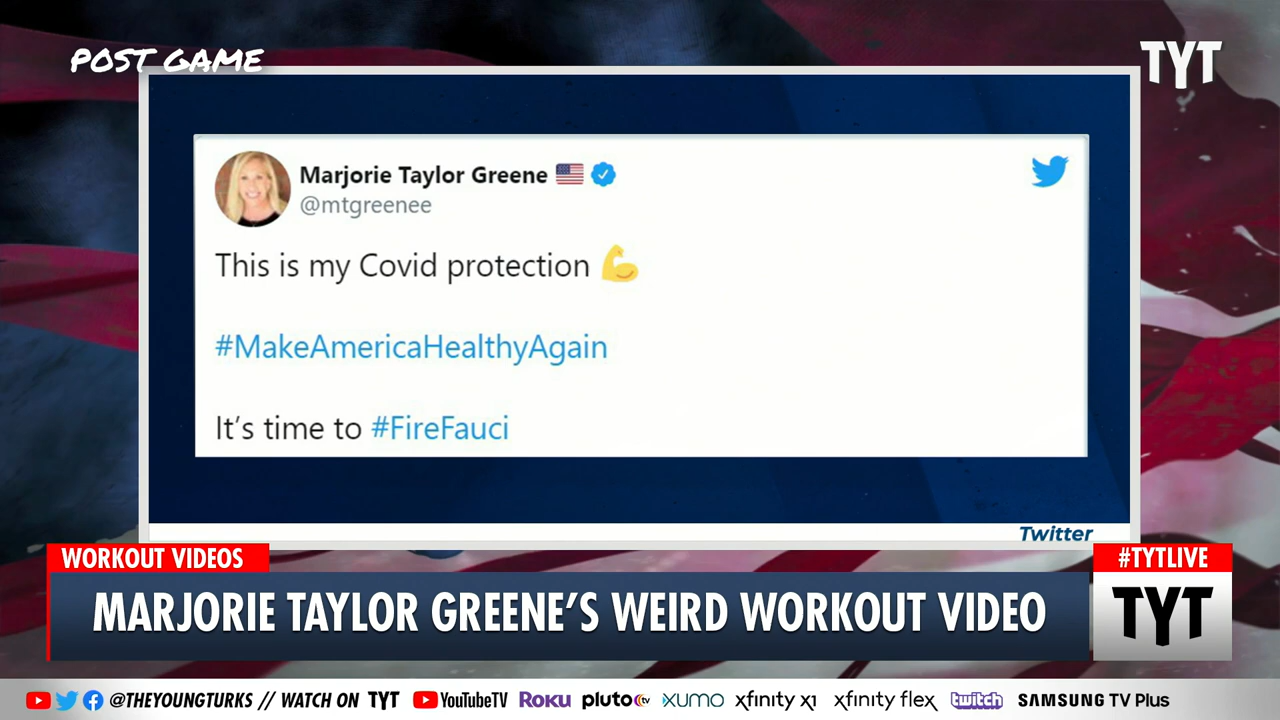 POST GAME
TYT
Marjorie Taylor Greene
@mtgreenee
This is my Covid protection
#MakeAmericaHealthyAgain
It's time to #FireFauci
Twitter
WORKOUT VIDEOS
#TYTLIVE
MARJORIE TAYLOR GREENE'S WEIRD WORKOUT VIDEO
TYT
@THEYOUNGTURKS // WATCH ON TYT YouTubeTV ROKU pluto tv XUMO xfinity x1 xfinity flex twitch SAMSUNG TV Plus